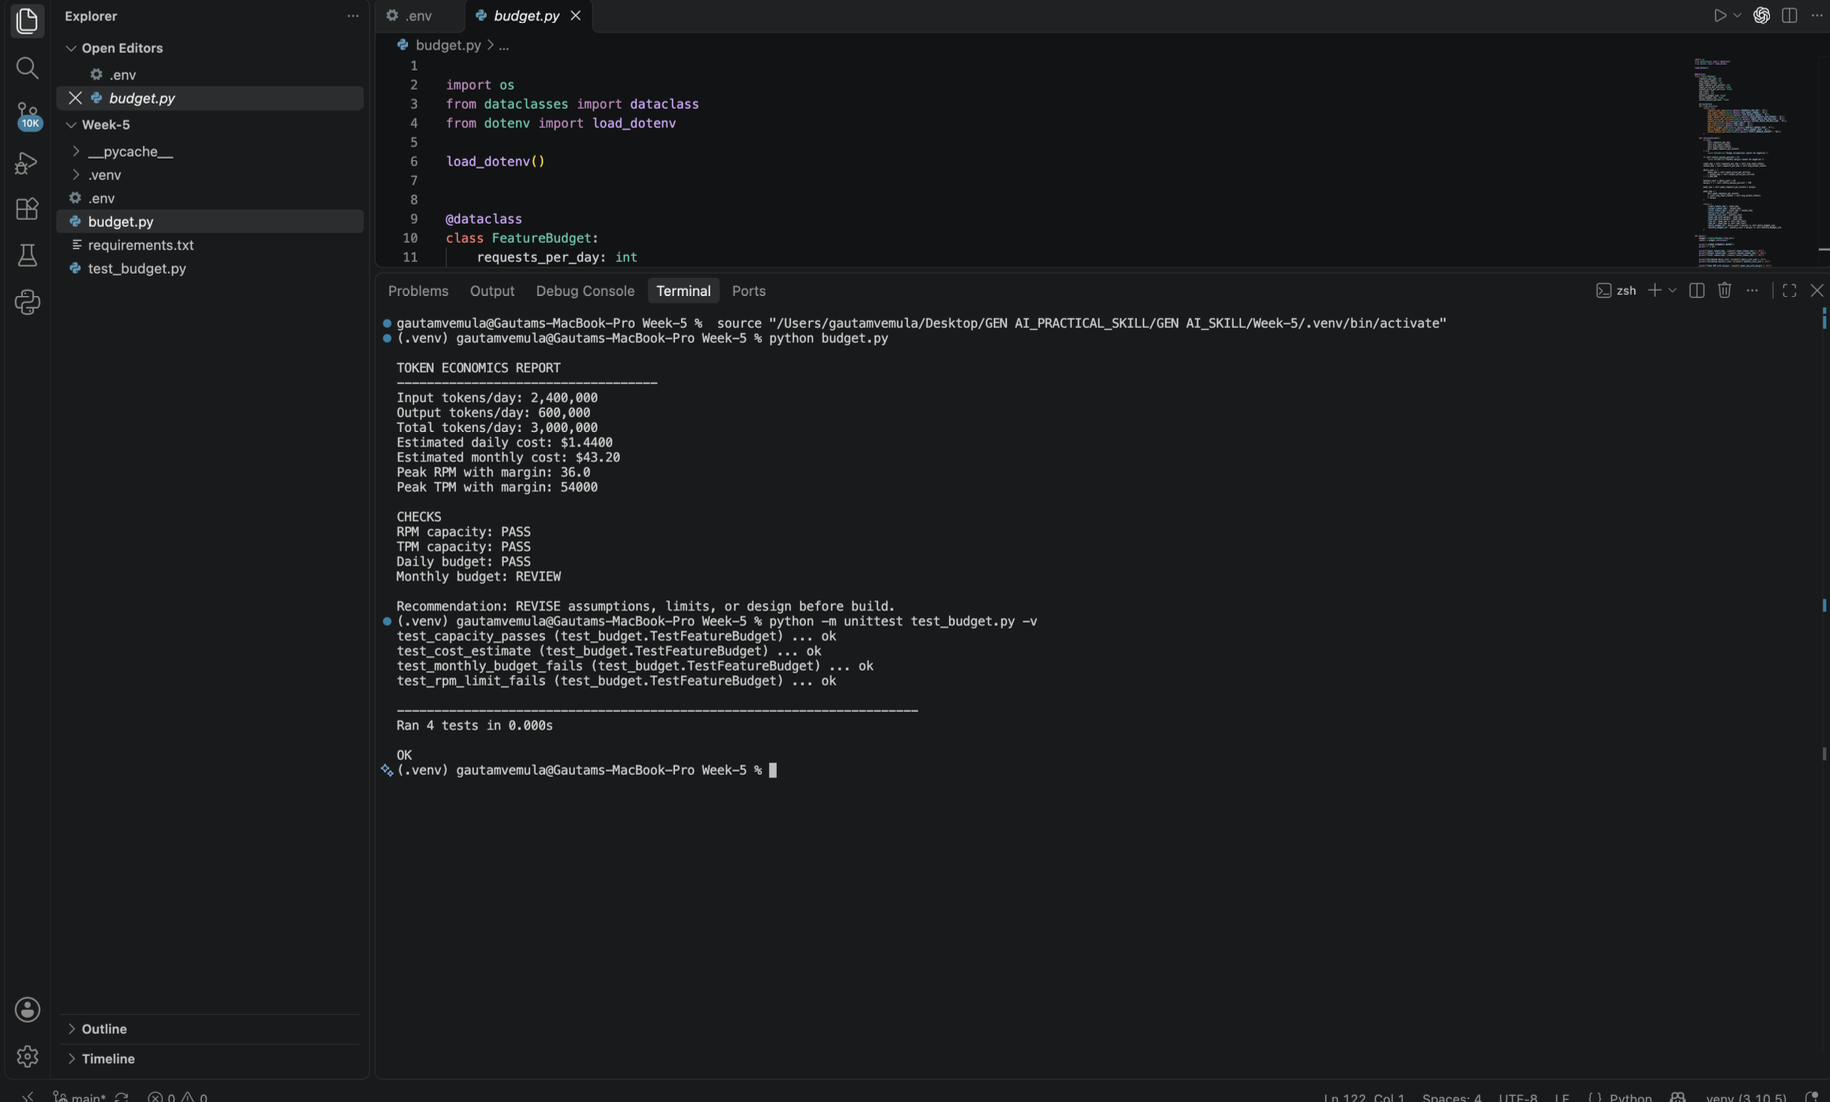 Explorer
Open Editors
.env
budget.py
10K
Week-5
__pycache__
.venv
.env
budget.py
requirements.txt
test_budget.py
Outline
Timeline
.env
budget.py
budget.py > ...
1
2 import os
3 from dataclasses import dataclass
4 from dotenv import load_dotenv
5
6 load_dotenv()
7
8
9 @dataclass
10 class FeatureBudget:
11 requests_per_day: int
Problems Output Debug Console Terminal Ports
zsh
gautamvemula@Gautams-MacBook-Pro Week-5 %  source "/Users/gautamvemula/Desktop/GEN AI_PRACTICAL_SKILL/GEN AI_SKILL/Week-5/.venv/bin/activate"
(.venv) gautamvemula@Gautams-MacBook-Pro Week-5 % python budget.py
TOKEN ECONOMICS REPORT
-----------------------------------
Input tokens/day: 2,400,000
Output tokens/day: 600,000
Total tokens/day: 3,000,000
Estimated daily cost: $1.4400
Estimated monthly cost: $43.20
Peak RPM with margin: 36.0
Peak TPM with margin: 54000
CHECKS
RPM capacity: PASS
TPM capacity: PASS
Daily budget: PASS
Monthly budget: REVIEW
Recommendation: REVISE assumptions, limits, or design before build.
(.venv) gautamvemula@Gautams-MacBook-Pro Week-5 % python -m unittest test_budget.py -v
test_capacity_passes (test_budget.TestFeatureBudget) ... ok
test_cost_estimate (test_budget.TestFeatureBudget) ... ok
test_monthly_budget_fails (test_budget.TestFeatureBudget) ... ok
test_rpm_limit_fails (test_budget.TestFeatureBudget) ... ok
----------------------------------------------------------------------
Ran 4 tests in 0.000s
OK
(.venv) gautamvemula@Gautams-MacBook-Pro Week-5 %
main* 0 0 Ln 122, Col 1 Spaces: 4 UTF-8 LF { } Python venv (3.10.5)